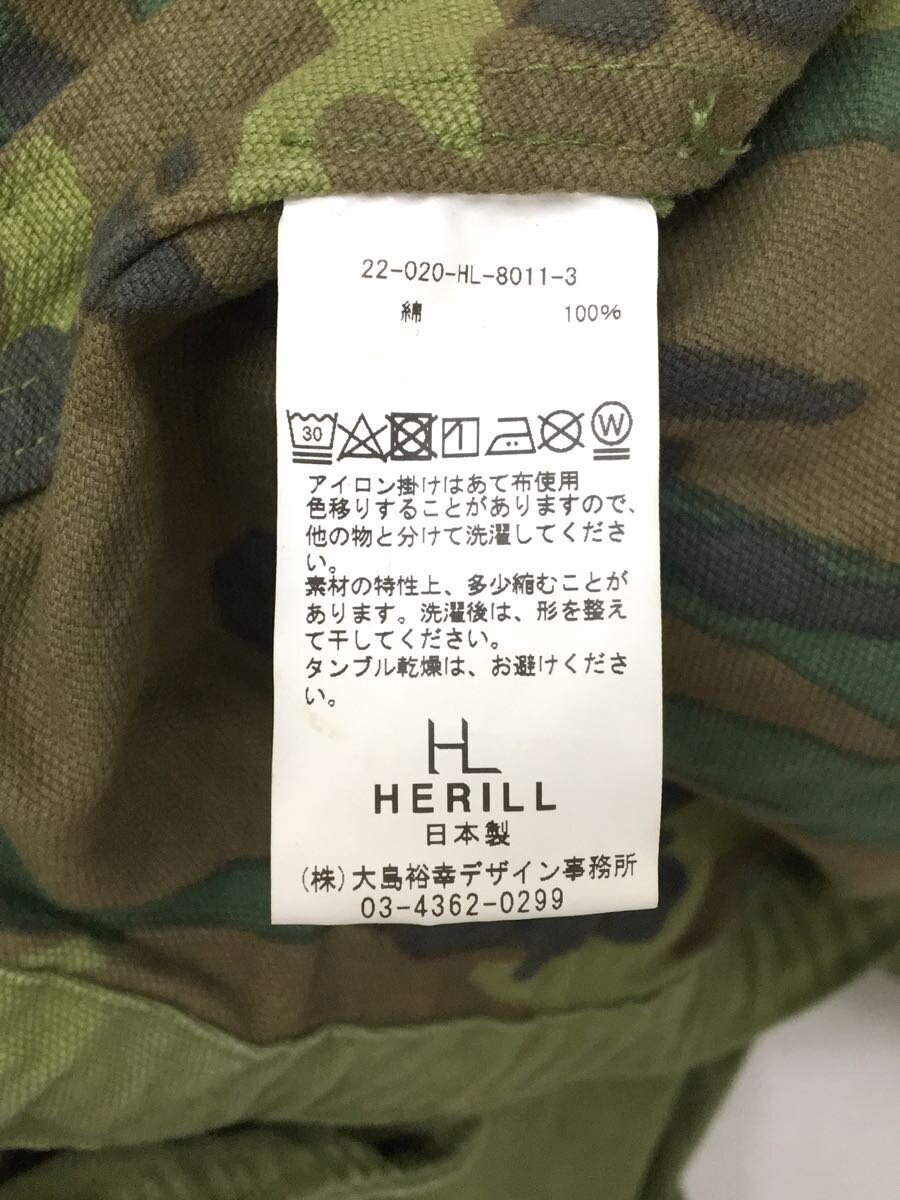 22-020-HL-8011-3
綿 100%
30 W
アイロン掛けはあて布使用
色移りすることがありますので、
他の物と分けて洗濯してくださ
い。
素材の特性上、多少縮むことが
あります。洗濯後は、形を整え
て干してください。
タンブル乾燥は、お避けくださ
い。
HL
HERILL
日本製
(株)大島裕幸デザイン事務所
03-4362-0299